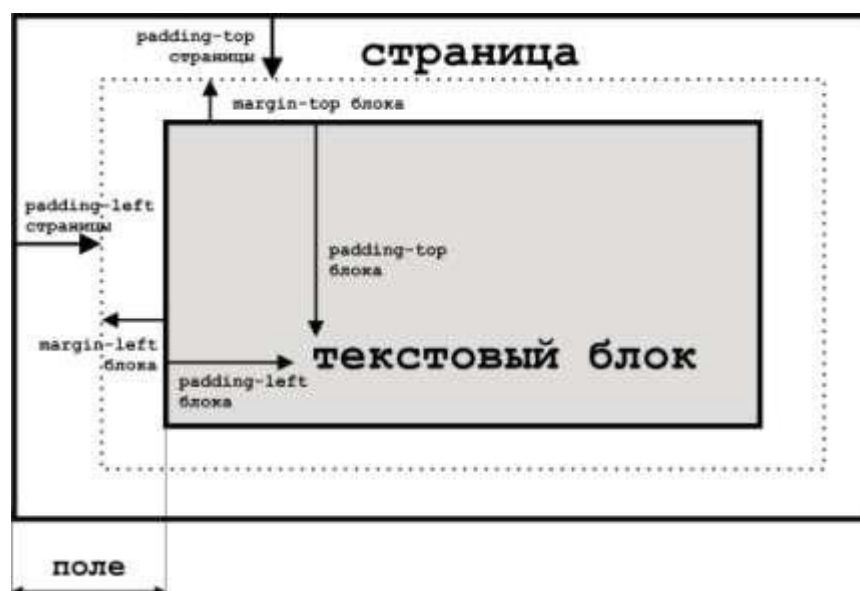 padding-top
страницы
страница
margin-top блока
padding-left
страницы
padding-top
блока
margin-left
блока
текстовый блок
padding-left
блока
поле